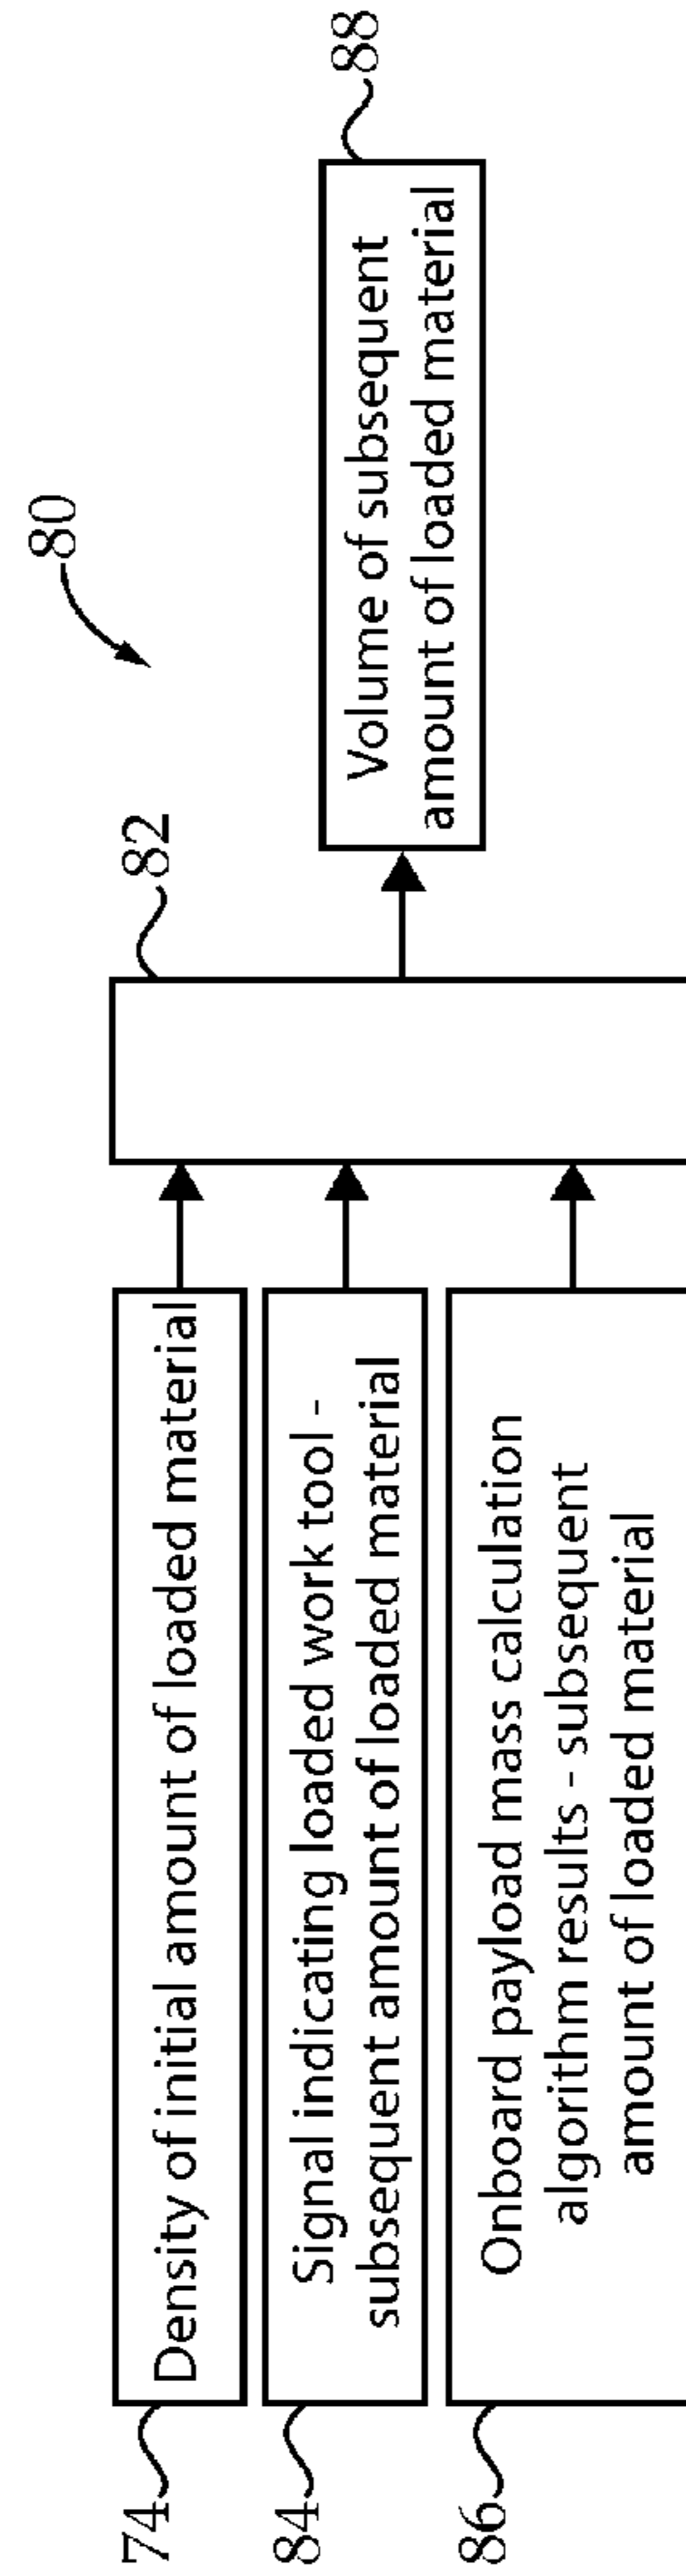 80
82
88
74
Density of initial amount of loaded material
84
Signal indicating loaded work tool -
subsequent amount of loaded material
86
Onboard payload mass calculation
algorithm results - subsequent
amount of loaded material
Volume of subsequent
amount of loaded material